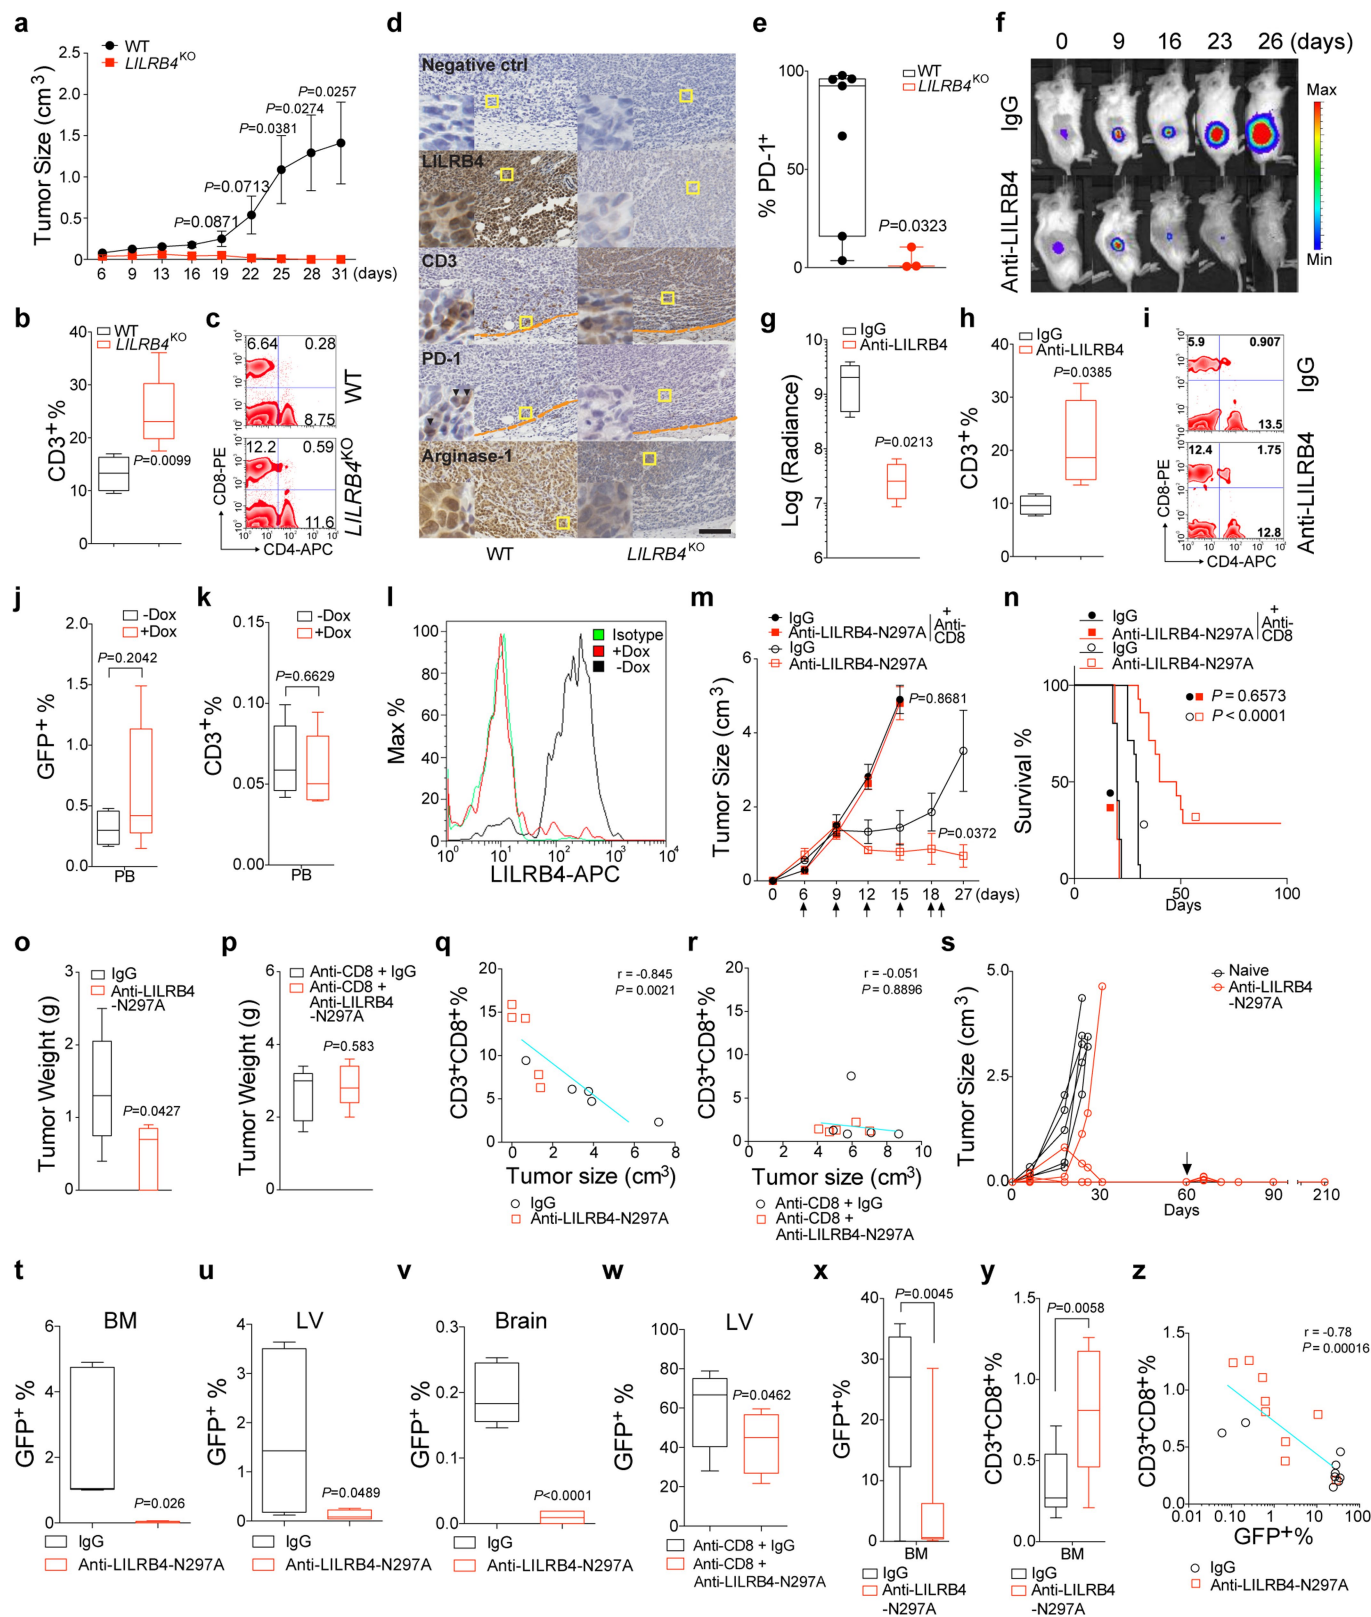 a
WT
LILRB4KO
Tumor Size (cm3)
2.5
2.0
1.5
1.0
0.5
0
P=0.0871
P=0.0713
P=0.0381
P=0.0274
P=0.0257
6 9 13 16 19 22 25 28 31 (days)
b
WT
LILRB4KO
CD3+%
40
30
20
10
0
P=0.0099
c
6.64 0.28
8.75
WT
12.2 0.59
11.6
LILRB4KO
CD8-PE
CD4-APC
d
Negative ctrl
LILRB4
CD3
PD-1
Arginase-1
WT LILRB4KO
e
WT
LILRB4KO
% PD-1+
100
50
0
P=0.0323
f
0 9 16 23 26 (days)
IgG
Anti-LILRB4
Max
Min
g
IgG
Anti-LILRB4
Log (Radiance)
10
9
8
7
6
P=0.0213
h
IgG
Anti-LILRB4
CD3+%
40
30
20
10
0
P=0.0385
i
5.9 0.907
13.5
IgG
12.4 1.75
12.8
Anti-LILRB4
CD8-PE
CD4-APC
j
-Dox
+Dox
GFP+%
2.0
1.5
1.0
0.5
0.0
P=0.2042
PB
k
-Dox
+Dox
CD3+%
0.15
0.10
0.05
0.00
P=0.6629
PB
l
Isotype
+Dox
-Dox
Max %
100
80
60
40
20
0
10^0 10^1 10^2 10^3 10^4
LILRB4-APC
m
IgG
Anti-LILRB4-N297A
+ Anti-CD8
IgG
Anti-LILRB4-N297A
Tumor Size (cm3)
6
4
2
0
P=0.8681
P=0.0372
0 6 9 12 15 18 27 (days)
n
IgG
Anti-LILRB4-N297A
+ Anti-CD8
IgG
Anti-LILRB4-N297A
Survival %
100
50
0
P = 0.6573
P < 0.0001
0 50 100
Days
o
IgG
Anti-LILRB4
-N297A
Tumor Weight (g)
3
2
1
0
P=0.0427
p
Anti-CD8 + IgG
Anti-CD8 +
Anti-LILRB4
-N297A
Tumor Weight (g)
6
4
2
0
P=0.583
q
r = -0.845
P = 0.0021
CD3+CD8+%
20
15
10
5
0
0 2 4 6 8
Tumor size (cm3)
IgG
Anti-LILRB4-N297A
r
r = -0.051
P = 0.8896
CD3+CD8+%
20
15
10
5
0
0 2 4 6 8 10
Tumor size (cm3)
Anti-CD8 + IgG
Anti-CD8 +
Anti-LILRB4-N297A
s
Naive
Anti-LILRB4
-N297A
Tumor Size (cm3)
5.0
2.5
0.0
0 30 60 90 210
Days
t
BM
GFP+ %
6
4
2
0
P=0.026
IgG
Anti-LILRB4-N297A
u
LV
GFP+ %
4
3
2
1
0
P=0.0489
IgG
Anti-LILRB4-N297A
v
Brain
GFP+ %
0.3
0.2
0.1
0.0
P<0.0001
IgG
Anti-LILRB4-N297A
w
LV
GFP+ %
100
80
60
40
20
0
P=0.0462
Anti-CD8 + IgG
Anti-CD8 +
Anti-LILRB4-N297A
x
GFP+%
40
30
20
10
0
P=0.0045
BM
IgG
Anti-LILRB4
-N297A
y
CD3+CD8+%
1.5
1.0
0.5
0.0
P=0.0058
BM
IgG
Anti-LILRB4
-N297A
z
r = -0.78
P = 0.00016
CD3+CD8+%
1.5
1.0
0.5
0.0
0.01 0.1 1 10 100
GFP+%
IgG
Anti-LILRB4-N297A